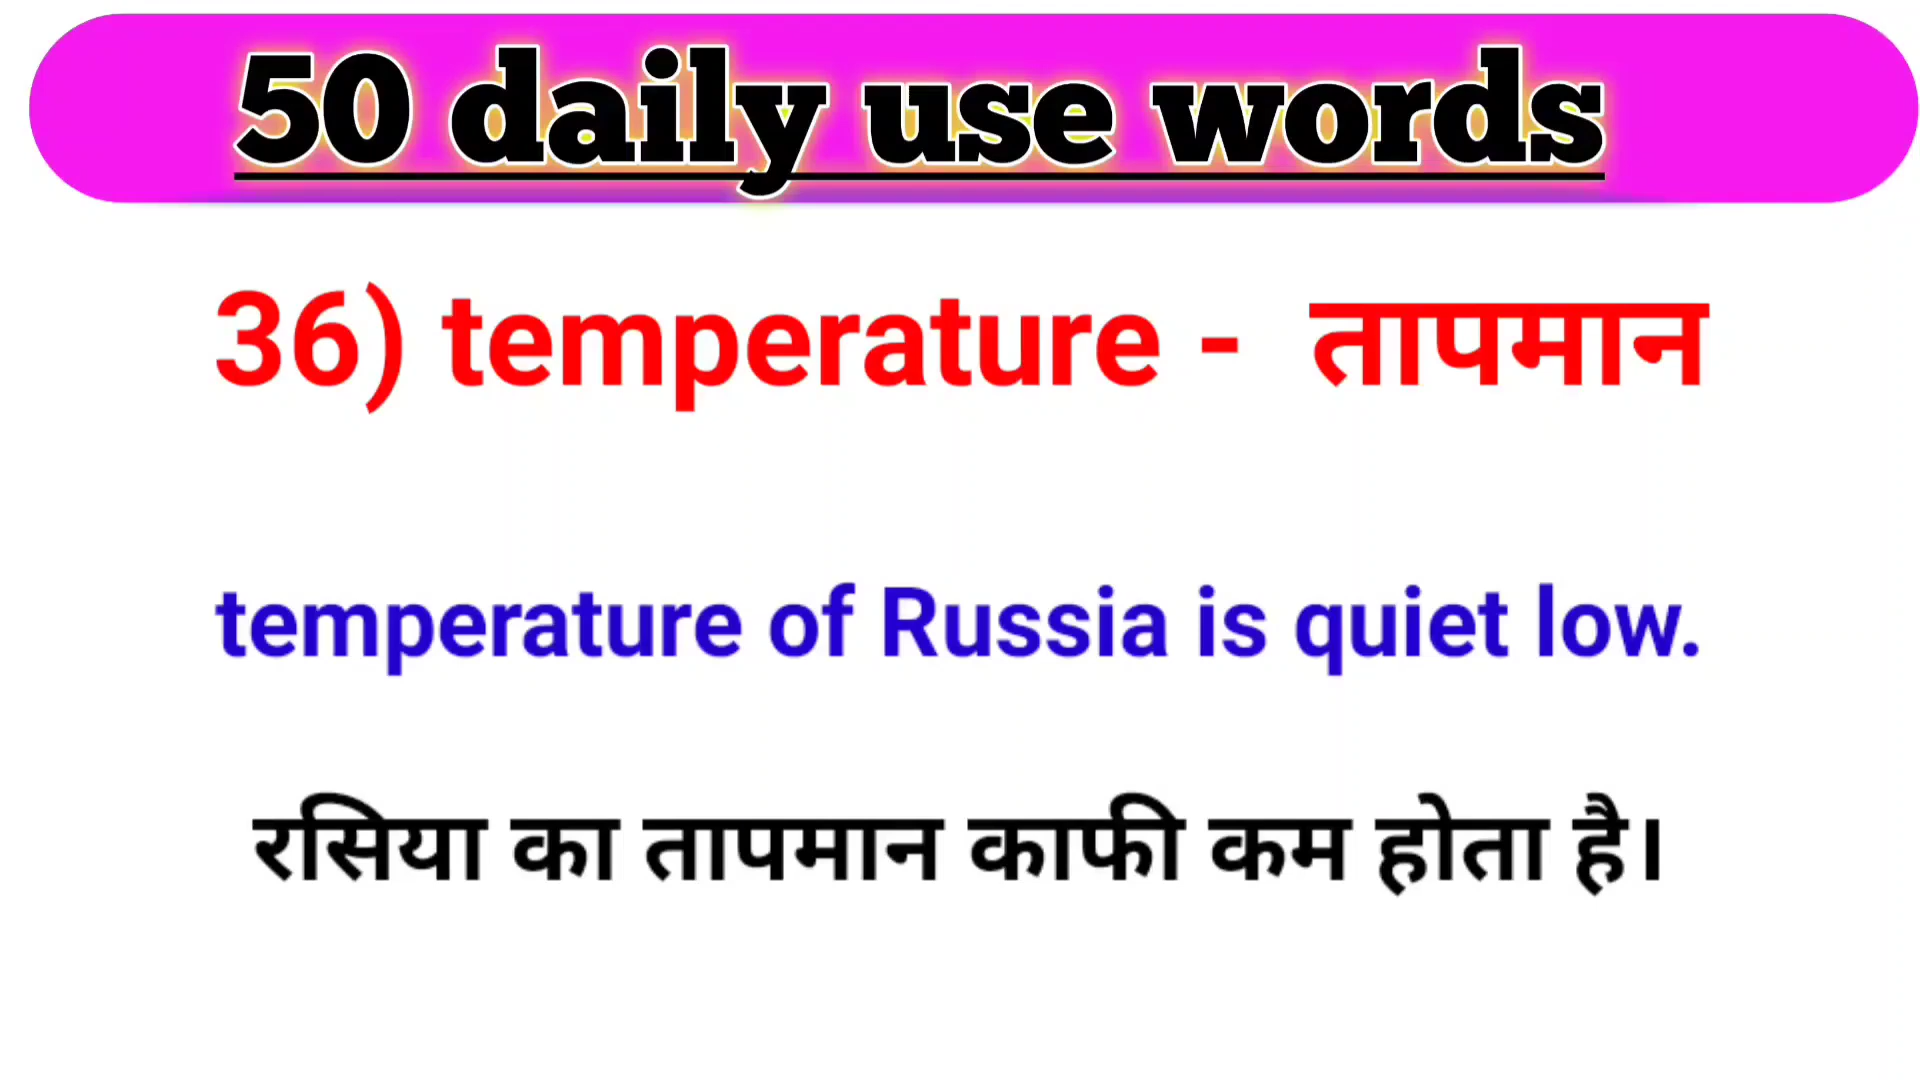 50 daily use words
36) temperature - तापमान
temperature of Russia is quiet low.
रसिया का तापमान काफी कम होता है।